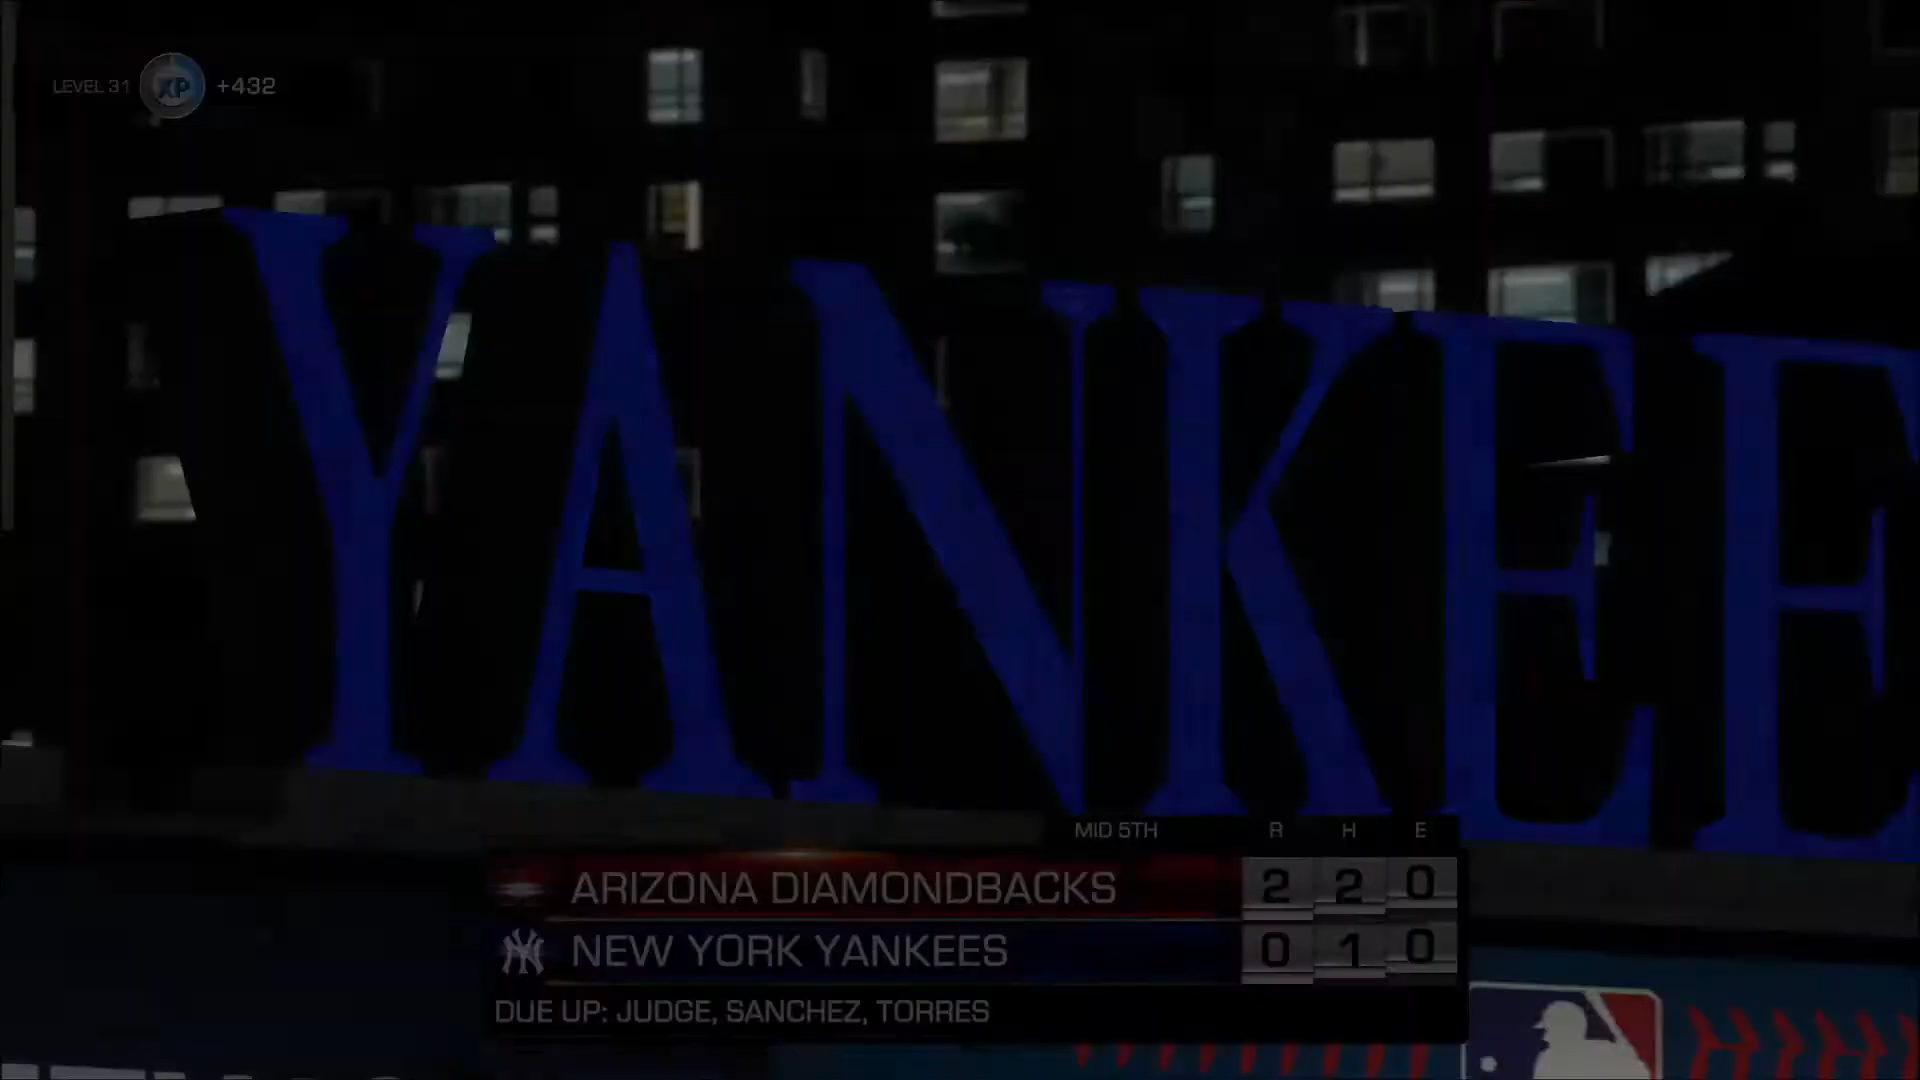 LEVEL 31 XP +432
YANKEE
MID 5TH R H E
ARIZONA DIAMONDBACKS 2 2 0
NY NEW YORK YANKEES 0 1 0
DUE UP: JUDGE, SANCHEZ, TORRES